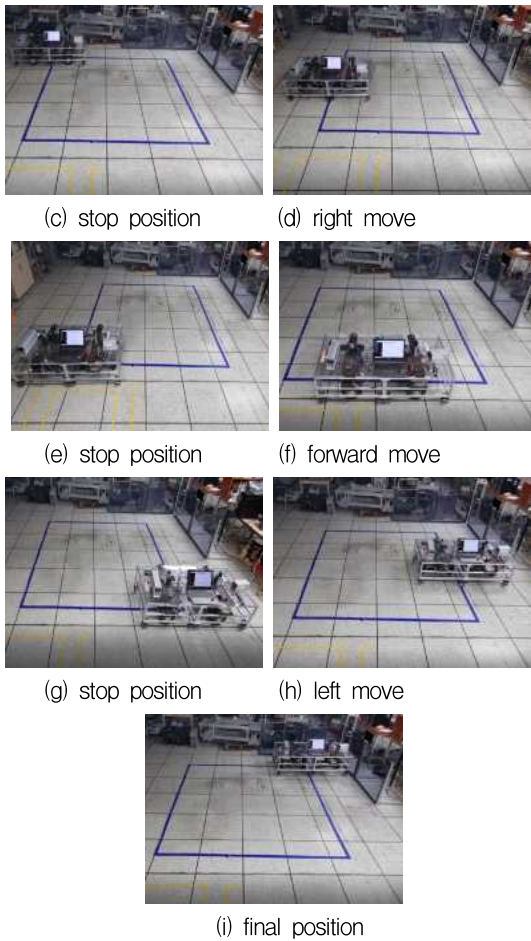 (c) stop position
(d) right move
(e) stop position
(f) forward move
(g) stop position
(h) left move
(i) final position